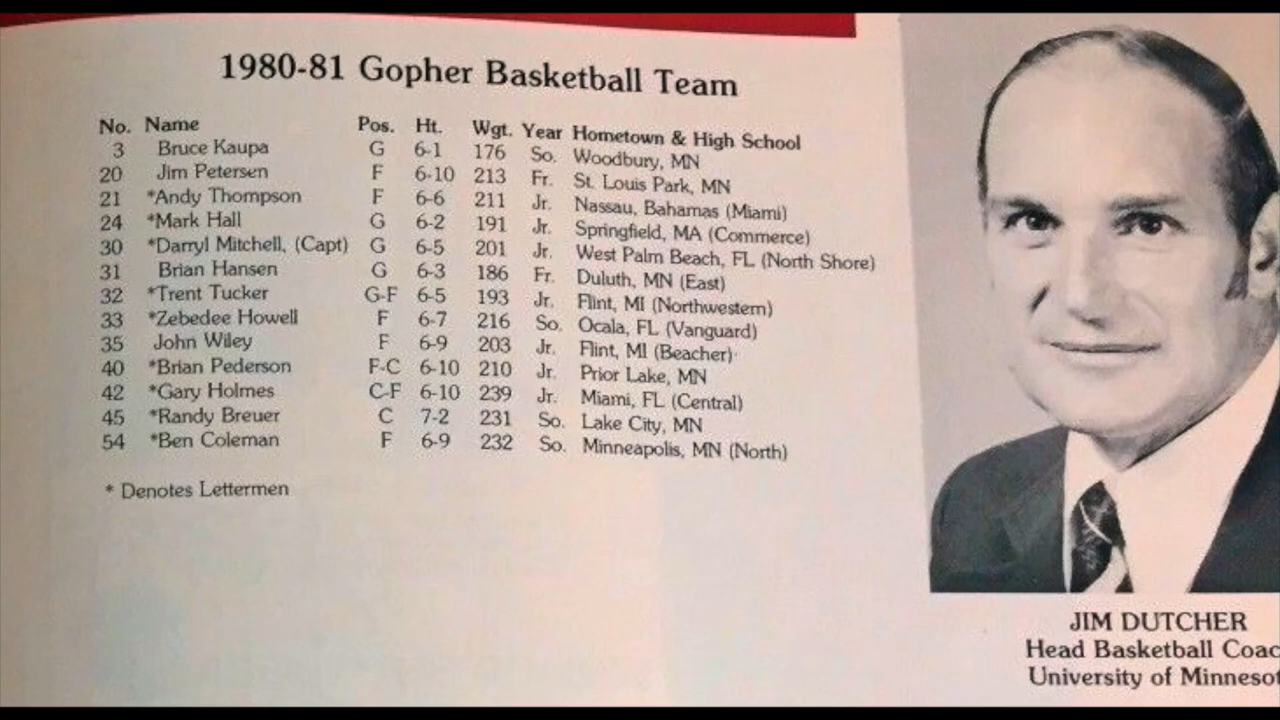 1980-81 Gopher Basketball Team
No. Name Pos. Ht. Wgt. Year Hometown & High School
3 Bruce Kaupa G 6-1 176 So. Woodbury, MN
20 Jim Petersen F 6-10 213 Fr. St. Louis Park, MN
21 *Andy Thompson F 6-6 211 Jr. Nassau, Bahamas (Miami)
24 *Mark Hall G 6-2 191 Jr. Springfield, MA (Commerce)
30 *Darryl Mitchell, (Capt) G 6-5 201 Jr. West Palm Beach, FL (North Shore)
31 Brian Hansen G 6-3 186 Fr. Duluth, MN (East)
32 *Trent Tucker G-F 6-5 193 Jr. Flint, MI (Northwestern)
33 *Zebedee Howell F 6-7 216 So. Ocala, FL (Vanguard)
35 John Wiley F 6-9 203 Jr. Flint, MI (Beacher)
40 *Brian Pederson F-C 6-10 210 Jr. Prior Lake, MN
42 *Gary Holmes C-F 6-10 239 Jr. Miami, FL (Central)
45 *Randy Breuer C 7-2 231 So. Lake City, MN
54 *Ben Coleman F 6-9 232 So. Minneapolis, MN (North)
* Denotes Lettermen
JIM DUTCHER
Head Basketball Coac
University of Minnesot